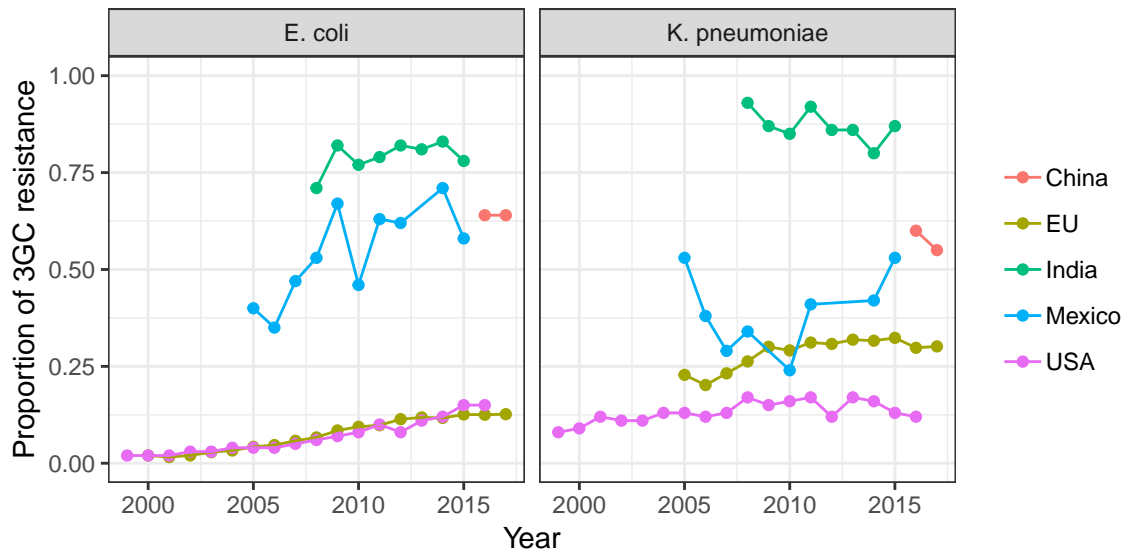 E. coli
K. pneumoniae
Proportion of 3GC resistance
1.00
0.75
0.50
0.25
0.00
2000 2005 2010 2015
2000 2005 2010 2015
Year
China
EU
India
Mexico
USA